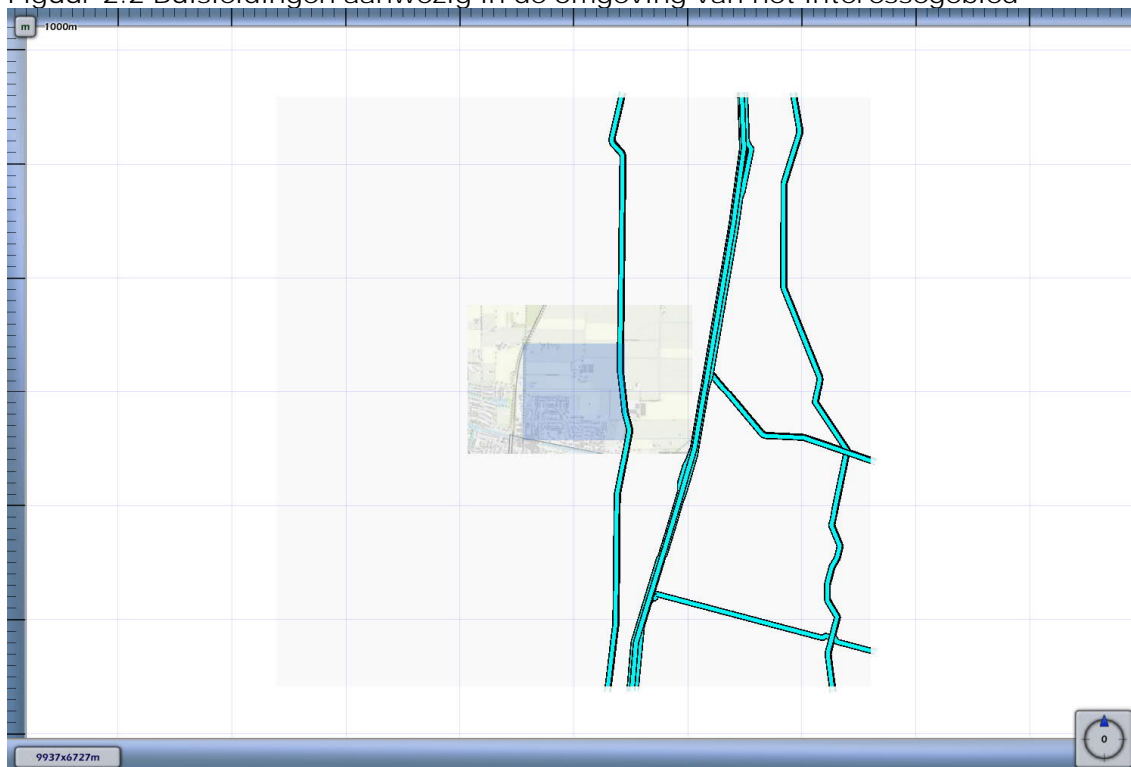 Figuur 2.2 Buisleidingen aanwezig in de omgeving van het interessegebied
m 1000m
0
9937x6727m